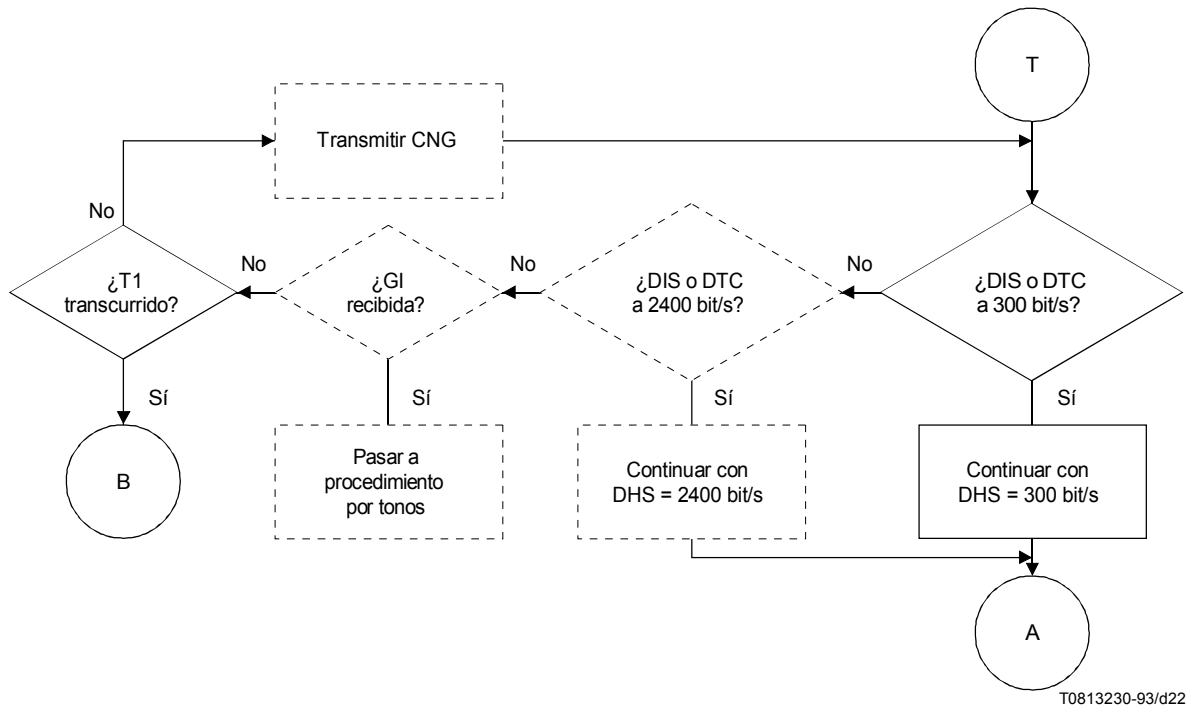 T
Transmitir CNG
No
¿T1
transcurrido?
No
¿GI
recibida?
No
¿DIS o DTC
a 2400 bit/s?
No
¿DIS o DTC
a 300 bit/s?
Sí
Sí
Sí
Sí
B
Pasar a
procedimiento
por tonos
Continuar con
DHS = 2400 bit/s
Continuar con
DHS = 300 bit/s
A
T0813230-93/d22